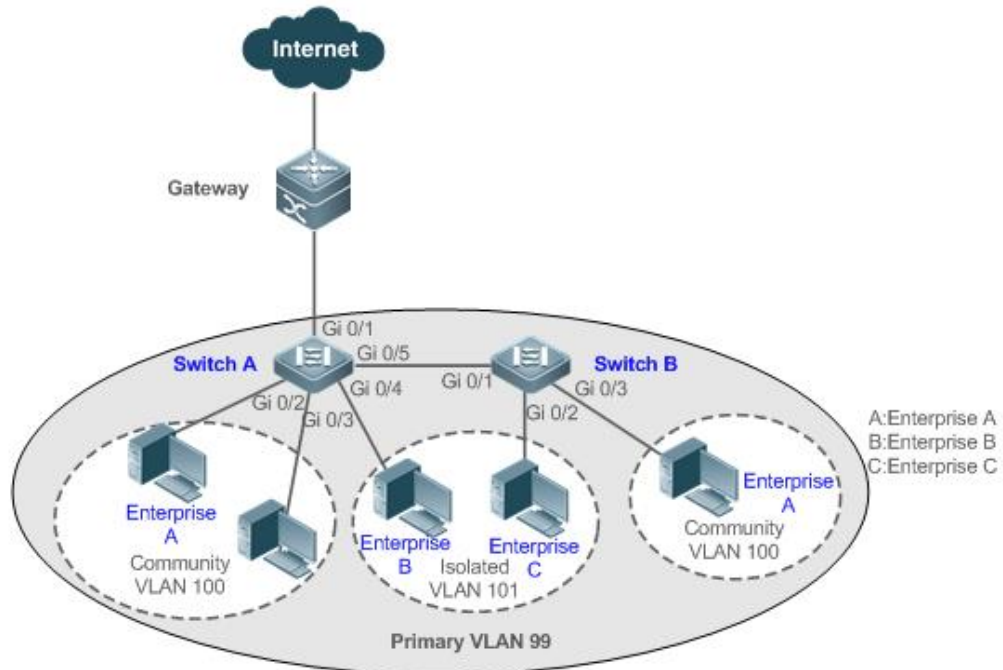 Internet
Gateway
Gi 0/1
Switch A
Gi 0/5
Switch B
Gi 0/4
Gi 0/1
Gi 0/3
Gi 0/2
Gi 0/3
Gi 0/2
A:Enterprise A
B:Enterprise B
C:Enterprise C
Enterprise
A
Community
VLAN 100
Enterprise
B
Enterprise
C
Isolated
VLAN 101
Enterprise
A
Community
VLAN 100
Primary VLAN 99